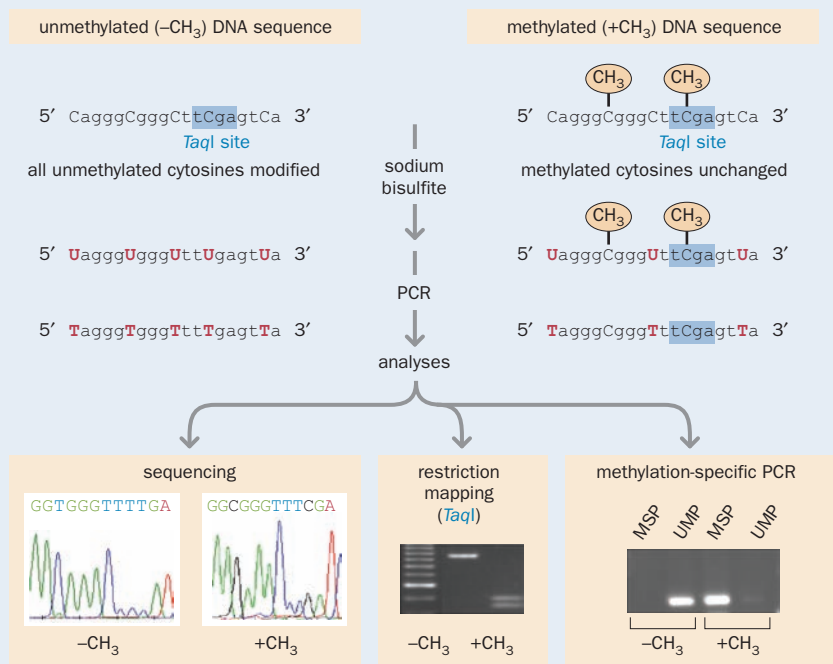 unmethylated (–CH₃) DNA sequence
methylated (+CH₃) DNA sequence
CH₃ CH₃
5′ CagggCgggCttCgagtCa 3′
5′ CagggCgggCttCgagtCa 3′
TaqI site
TaqI site
all unmethylated cytosines modified
sodium
bisulfite
methylated cytosines unchanged
CH₃ CH₃
5′ UagggUgggUttUgagtUa 3′
5′ UagggCgggUttCgagtUa 3′
PCR
5′ TagggTgggTttTgagtTa 3′
5′ TagggCgggTttCgagtTa 3′
analyses
sequencing
GGTGGGTTTTGA
GGCGGGTTTCGA
–CH₃
+CH₃
restriction
mapping
(TaqI)
–CH₃ +CH₃
methylation-specific PCR
MSP UMP MSP UMP
–CH₃ +CH₃